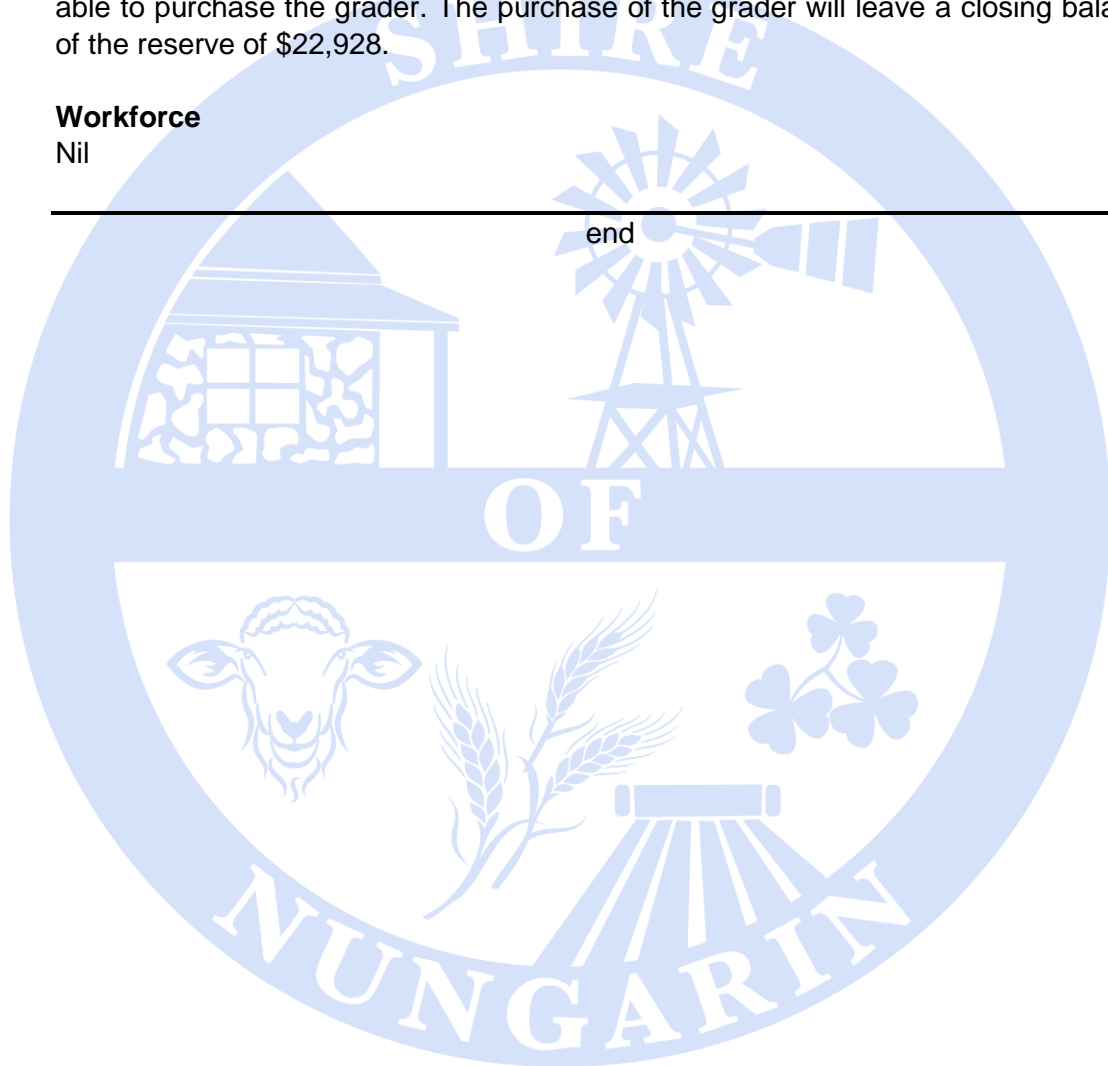 able to purchase the grader. The purchase of the grader will leave a closing
of the reserve of $22,928.
Workforce
Nil
end
SHIRE
OF
NUNGARIN